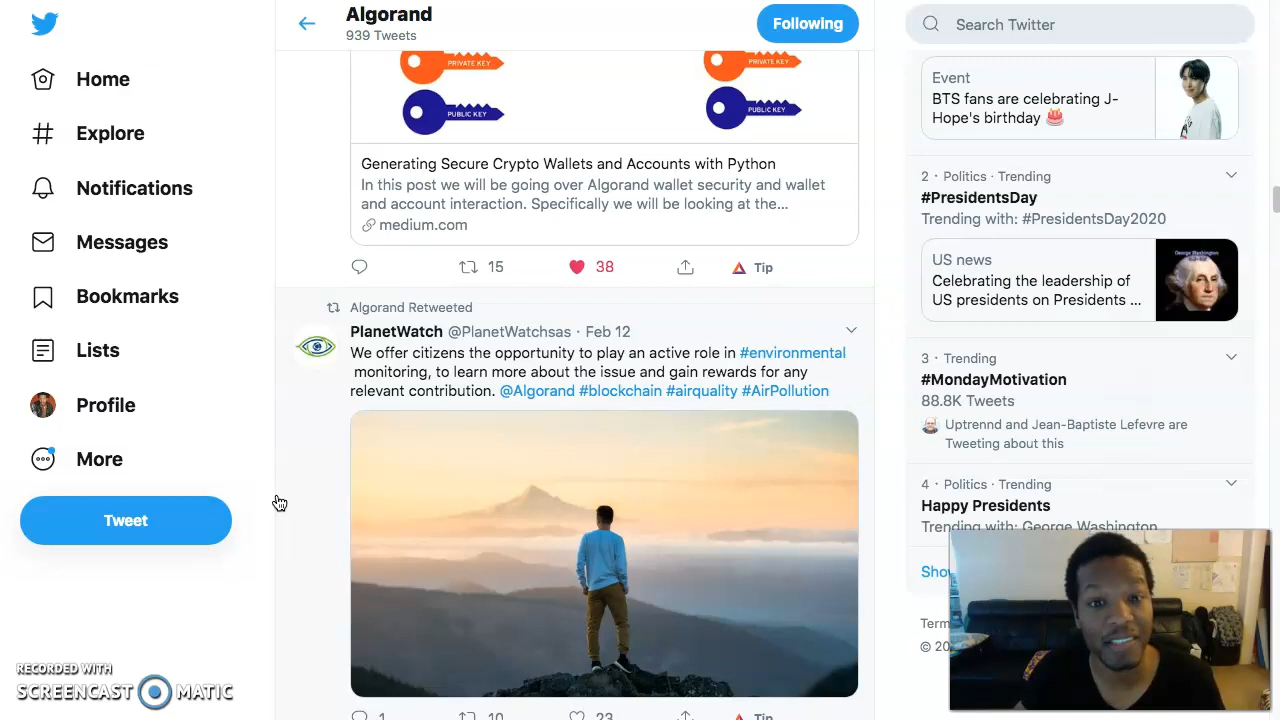 Home
Explore
Notifications
Messages
Bookmarks
Lists
Profile
More
Tweet
RECORDED WITH
SCREENCAST MATIC
Algorand
939 Tweets
Following
PRIVATE KEY
PRIVATE KEY
PUBLIC KEY
PUBLIC KEY
Generating Secure Crypto Wallets and Accounts with Python
In this post we will be going over Algorand wallet security and wallet
and account interaction. Specifically we will be looking at the...
medium.com
15
38
Tip
Algorand Retweeted
PlanetWatch @PlanetWatchsas · Feb 12
We offer citizens the opportunity to play an active role in #environmental
monitoring, to learn more about the issue and gain rewards for any
relevant contribution. @Algorand #blockchain #airquality #AirPollution
1
10
23
Tip
Search Twitter
Event
BTS fans are celebrating J-
Hope's birthday 🎂
2 · Politics · Trending
#PresidentsDay
Trending with: #PresidentsDay2020
US news
Celebrating the leadership of
US presidents on Presidents ...
George Washington
3 · Trending
#MondayMotivation
88.8K Tweets
Uptrennd and Jean-Baptiste Lefevre are
Tweeting about this
4 · Politics · Trending
Happy Presidents
Trending with: George Washington
Sho
Term
© 20